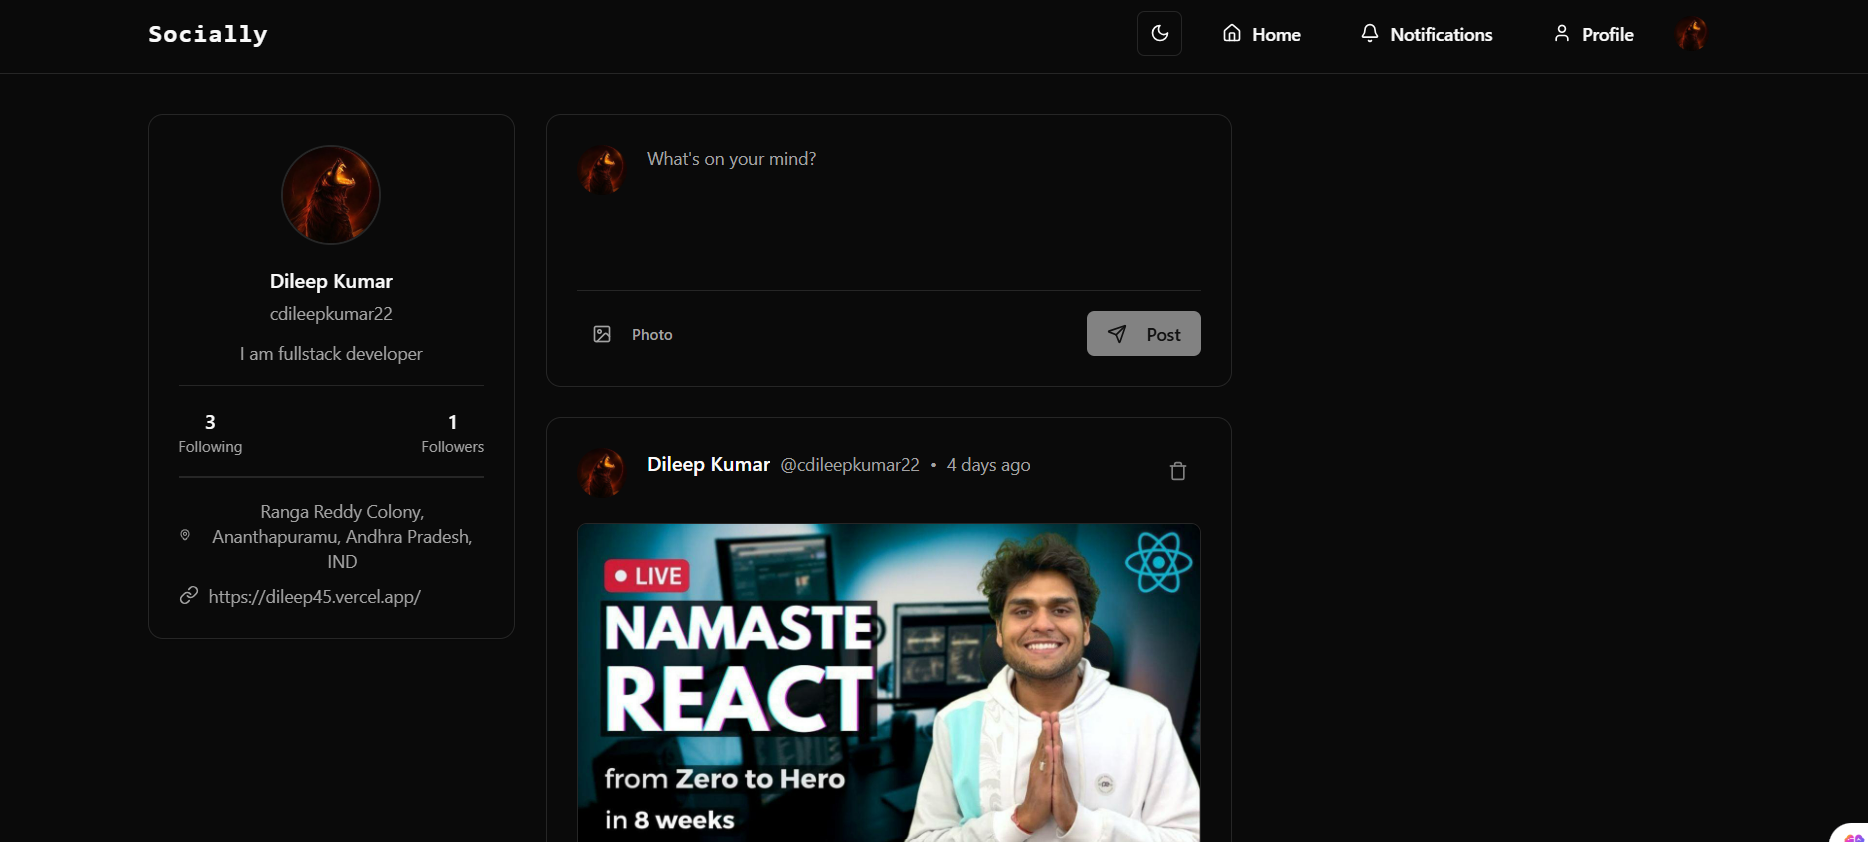 Socially
Home
Notifications
Profile
Dileep Kumar
cdileepkumar22
I am fullstack developer
3
Following
1
Followers
Ranga Reddy Colony,
Ananthapuramu, Andhra Pradesh,
IND
https://dileep45.vercel.app/
What's on your mind?
Photo
Post
Dileep Kumar @cdileepkumar22 • 4 days ago
LIVE
NAMASTE
REACT
from Zero to Hero
in 8 weeks